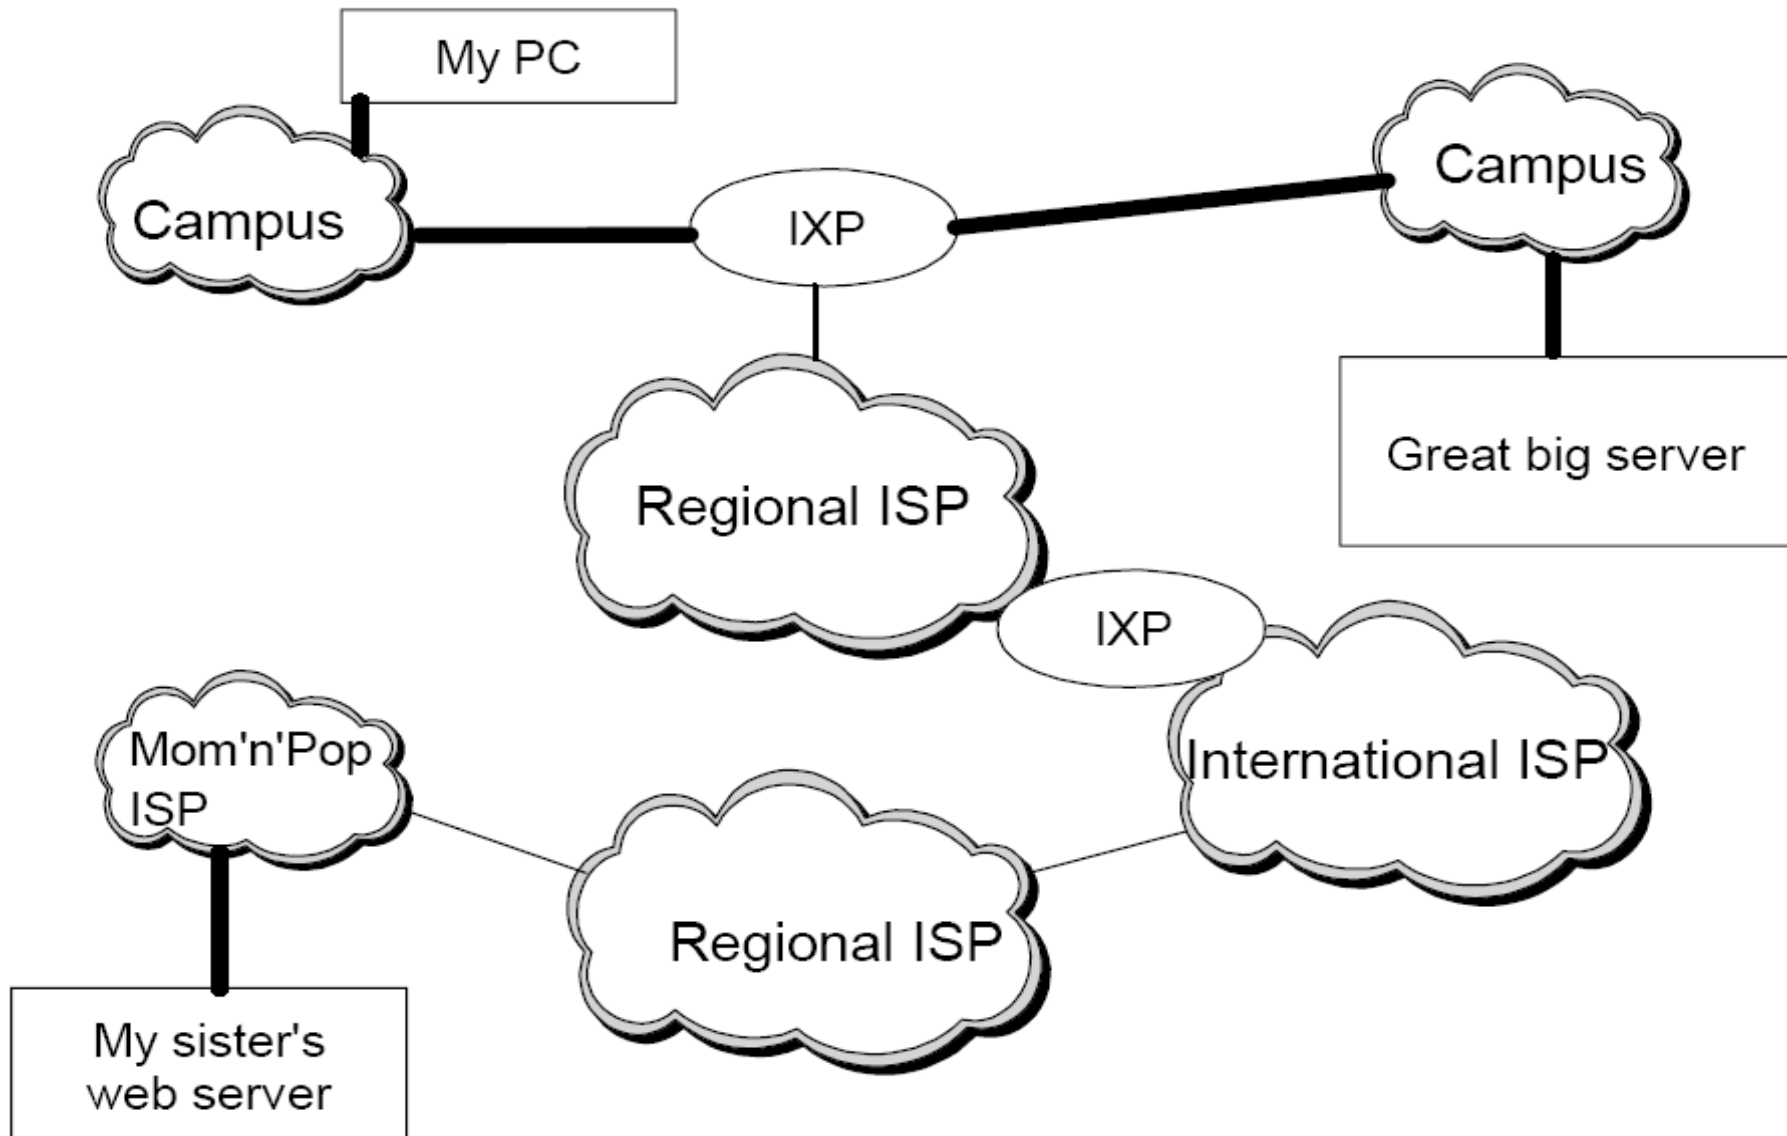 My PC
Campus
IXP
Campus
Great big server
Regional ISP
IXP
International ISP
Mom'n'Pop
ISP
Regional ISP
My sister's
web server